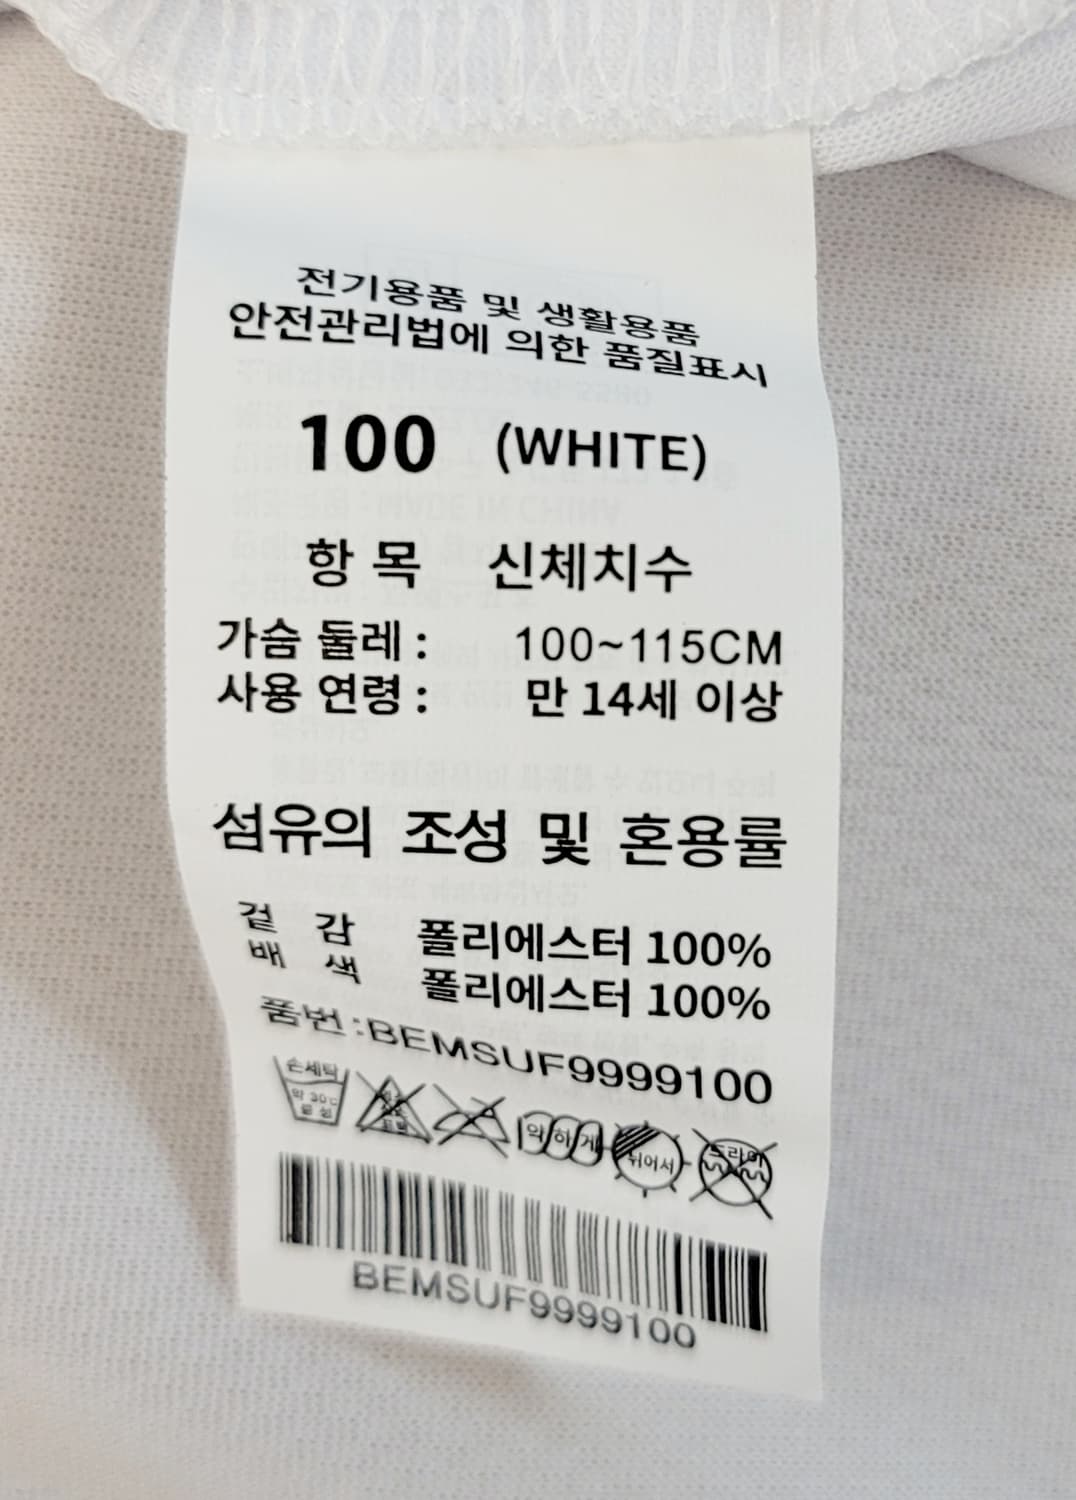 전기용품 및 생활용품
안전관리법에 의한 품질표시
100 (WHITE)
항 목 신체치수
가슴 둘레 : 100~115CM
사용 연령 : 만 14세 이상
섬유의 조성 및 혼용률
겉 감 폴리에스터 100%
배 색 폴리에스터 100%
품번:BEMSUF9999100
손세탁
약 30℃
중성
약하게
뉘어서
드라이
BEMSUF9999100